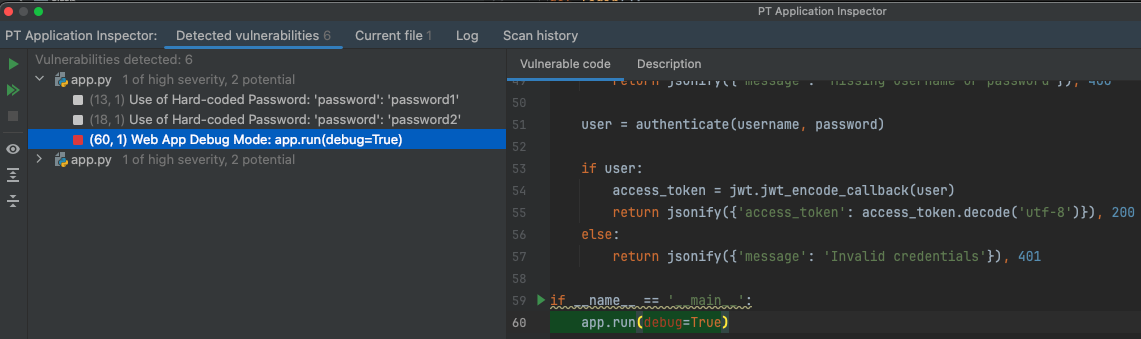 PT Application Inspector
PT Application Inspector: Detected vulnerabilities 6 Current file 1 Log Scan history
Vulnerabilities detected: 6
app.py 1 of high severity, 2 potential
(13, 1) Use of Hard-coded Password: 'password': 'password1'
(18, 1) Use of Hard-coded Password: 'password': 'password2'
(60, 1) Web App Debug Mode: app.run(debug=True)
app.py 1 of high severity, 2 potential
Vulnerable code Description
49 return jsonify({'message': 'Missing username or password'}), 400
50
51 user = authenticate(username, password)
52
53 if user:
54 access_token = jwt.jwt_encode_callback(user)
55 return jsonify({'access_token': access_token.decode('utf-8')}), 200
56 else:
57 return jsonify({'message': 'Invalid credentials'}), 401
58
59 if __name__ == '__main__':
60 app.run(debug=True)